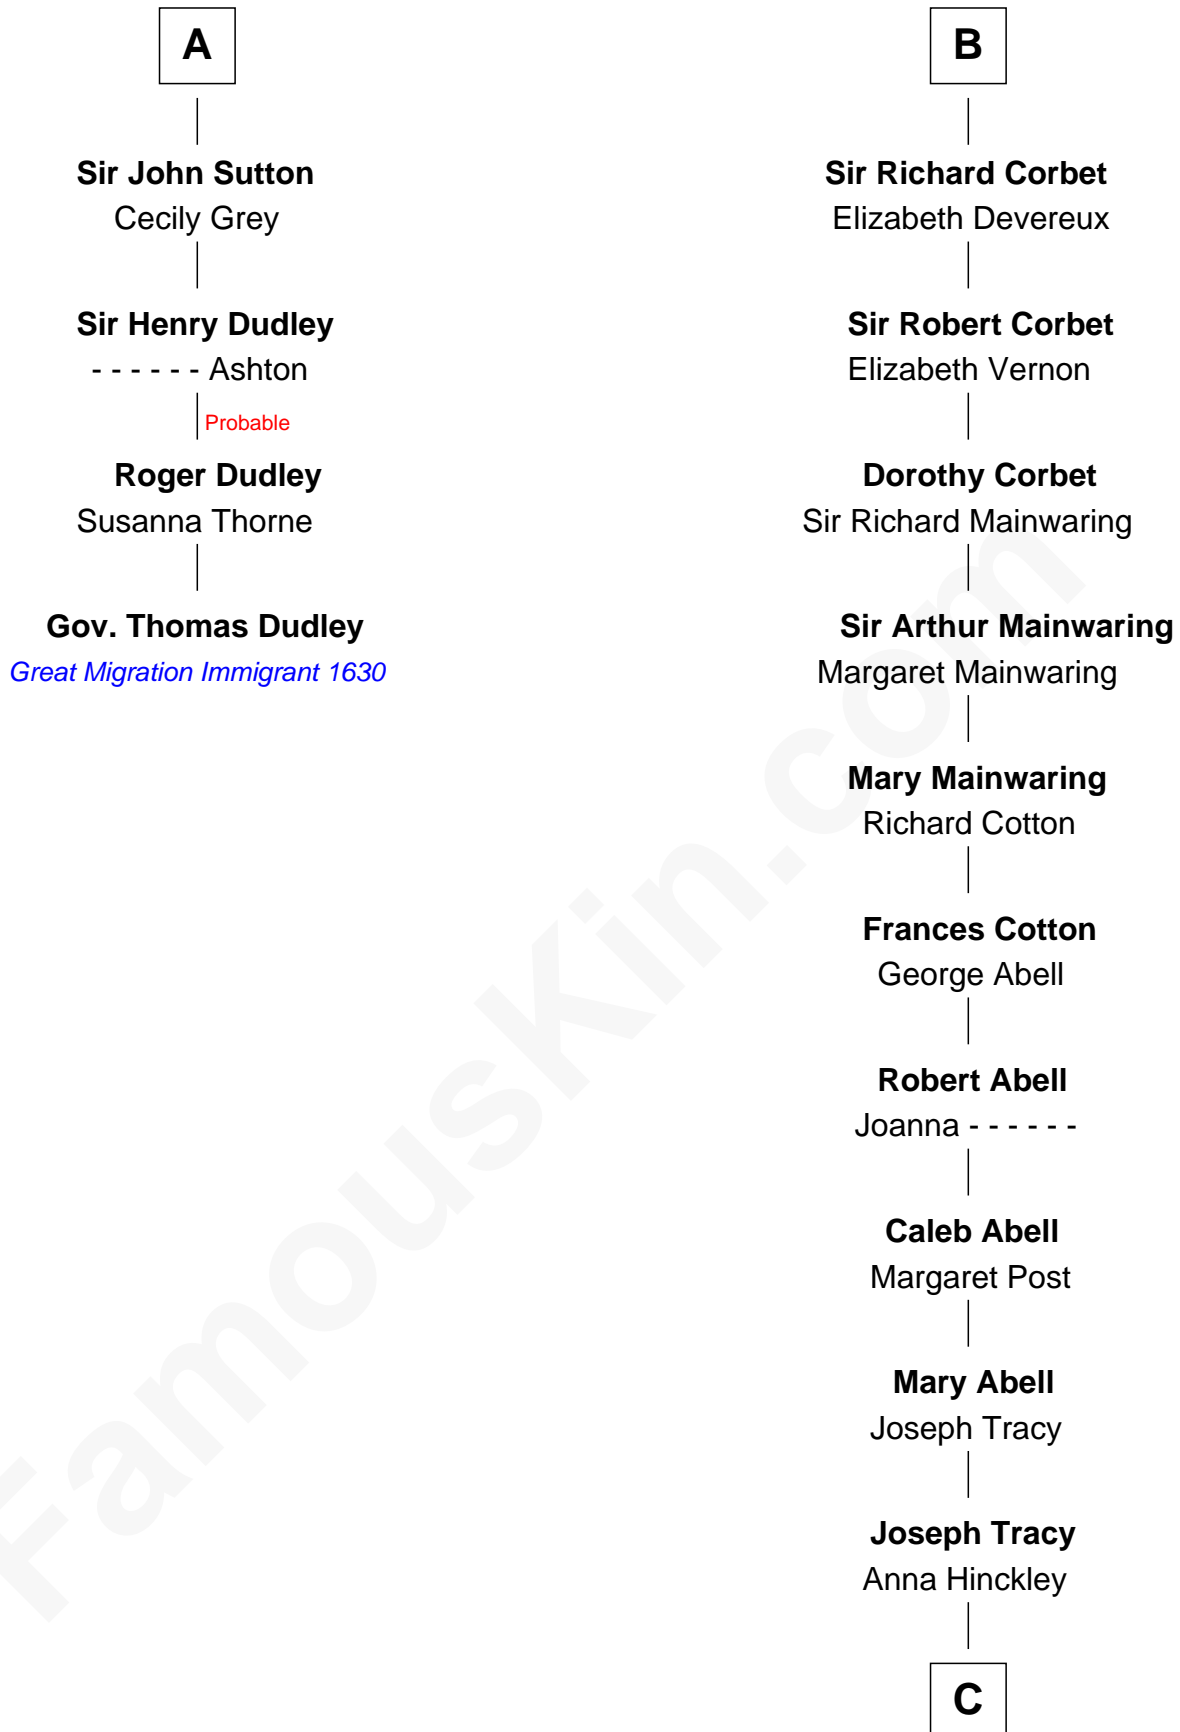 A
Sir John Sutton
Cecily Grey
Sir Henry Dudley
- - - - - - Ashton
Probable
Roger Dudley
Susanna Thorne
Gov. Thomas Dudley
Great Migration Immigrant 1630
B
Sir Richard Corbet
Elizabeth Devereux
Sir Robert Corbet
Elizabeth Vernon
Dorothy Corbet
Sir Richard Mainwaring
Sir Arthur Mainwaring
Margaret Mainwaring
Mary Mainwaring
Richard Cotton
Frances Cotton
George Abell
Robert Abell
Joanna - - - - - -
Caleb Abell
Margaret Post
Mary Abell
Joseph Tracy
Joseph Tracy
Anna Hinckley
C
FamousKin.com